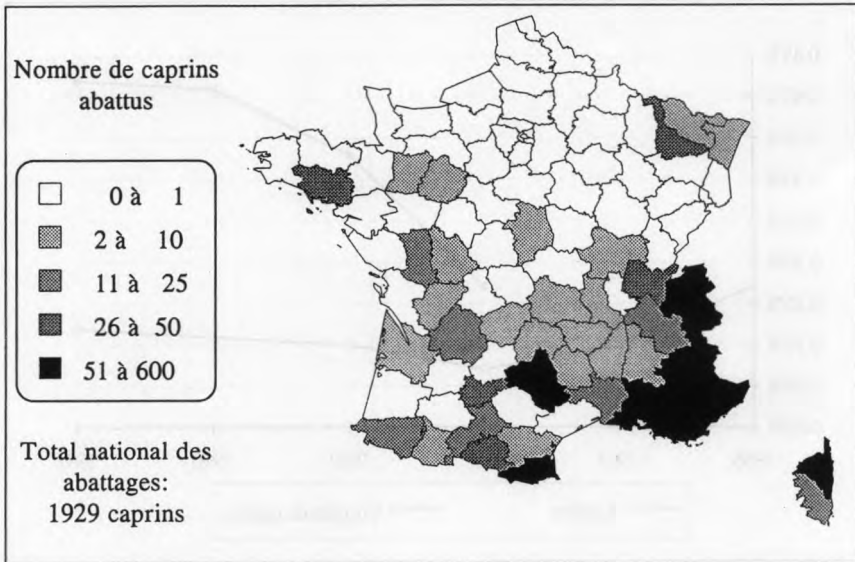 Nombre de caprins
abattus
0 à 1
2 à 10
11 à 25
26 à 50
51 à 600
Total national des
abattages:
1929 caprins